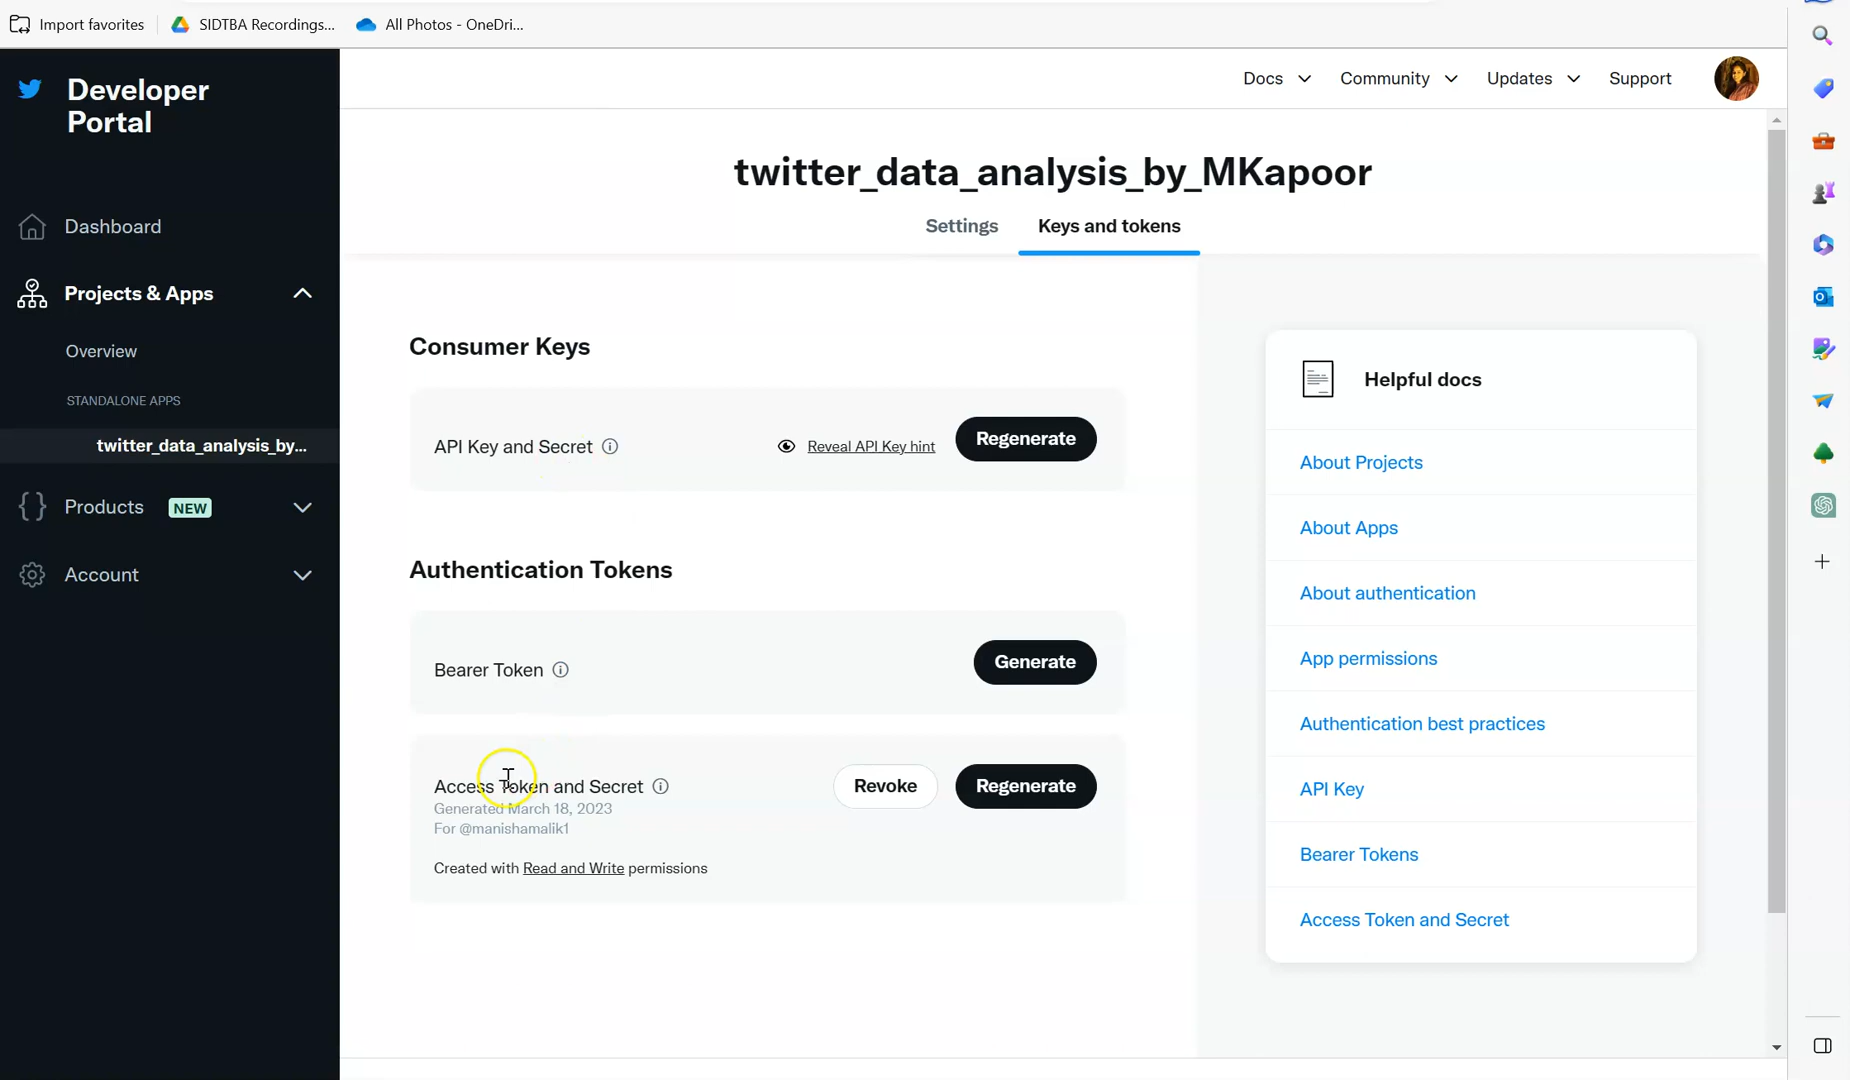 Import favorites
SIDTBA Recordings...
All Photos - OneDri...
Developer
Portal
Docs
Community
Updates
Support
twitter_data_analysis_by_MKapoor
Settings
Keys and tokens
Dashboard
Projects & Apps
Overview
STANDALONE APPS
twitter_data_analysis_by...
Products
NEW
Account
Consumer Keys
API Key and Secret
Reveal API Key hint
Regenerate
Authentication Tokens
Bearer Token
Generate
Access Token and Secret
Revoke
Regenerate
Generated March 18, 2023
For @manishamalik1
Created with Read and Write permissions
Helpful docs
About Projects
About Apps
About authentication
App permissions
Authentication best practices
API Key
Bearer Tokens
Access Token and Secret